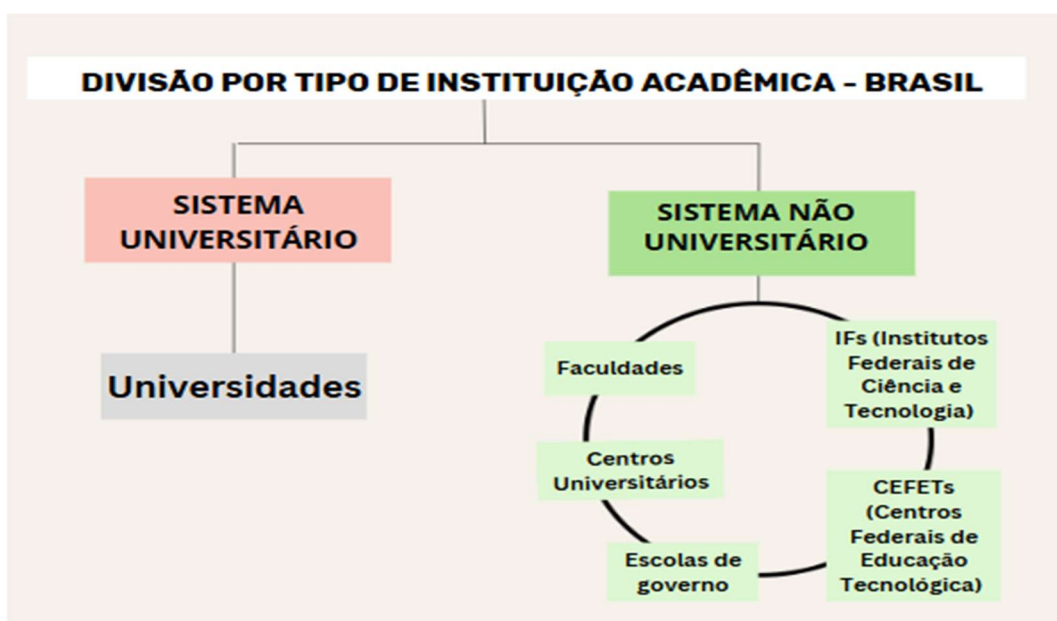 DIVISÃO POR TIPO DE INSTITUIÇÃO ACADÊMICA - BRASIL
SISTEMA
UNIVERSITÁRIO
Universidades
SISTEMA NÃO
UNIVERSITÁRIO
Faculdades
Centros
Universitários
Escolas de
governo
IFs (Institutos
Federais de
Ciência e
Tecnologia)
CEFETs
(Centros
Federais de
Educação
Tecnológica)